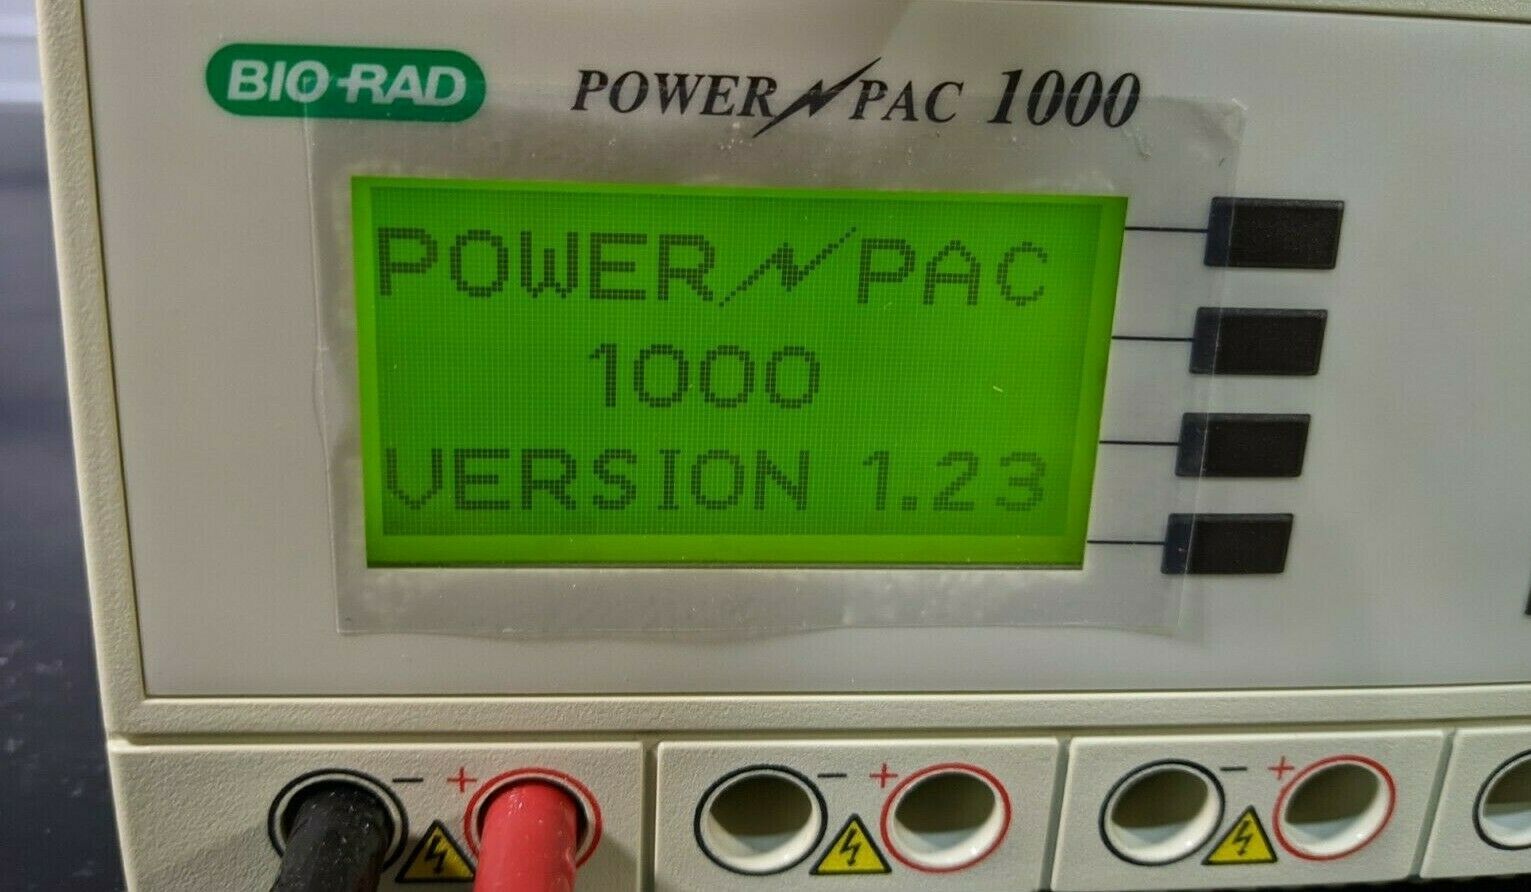 BIO-RAD
POWER PAC 1000
POWER PAC
1000
VERSION 1.23
- +
- +
- +